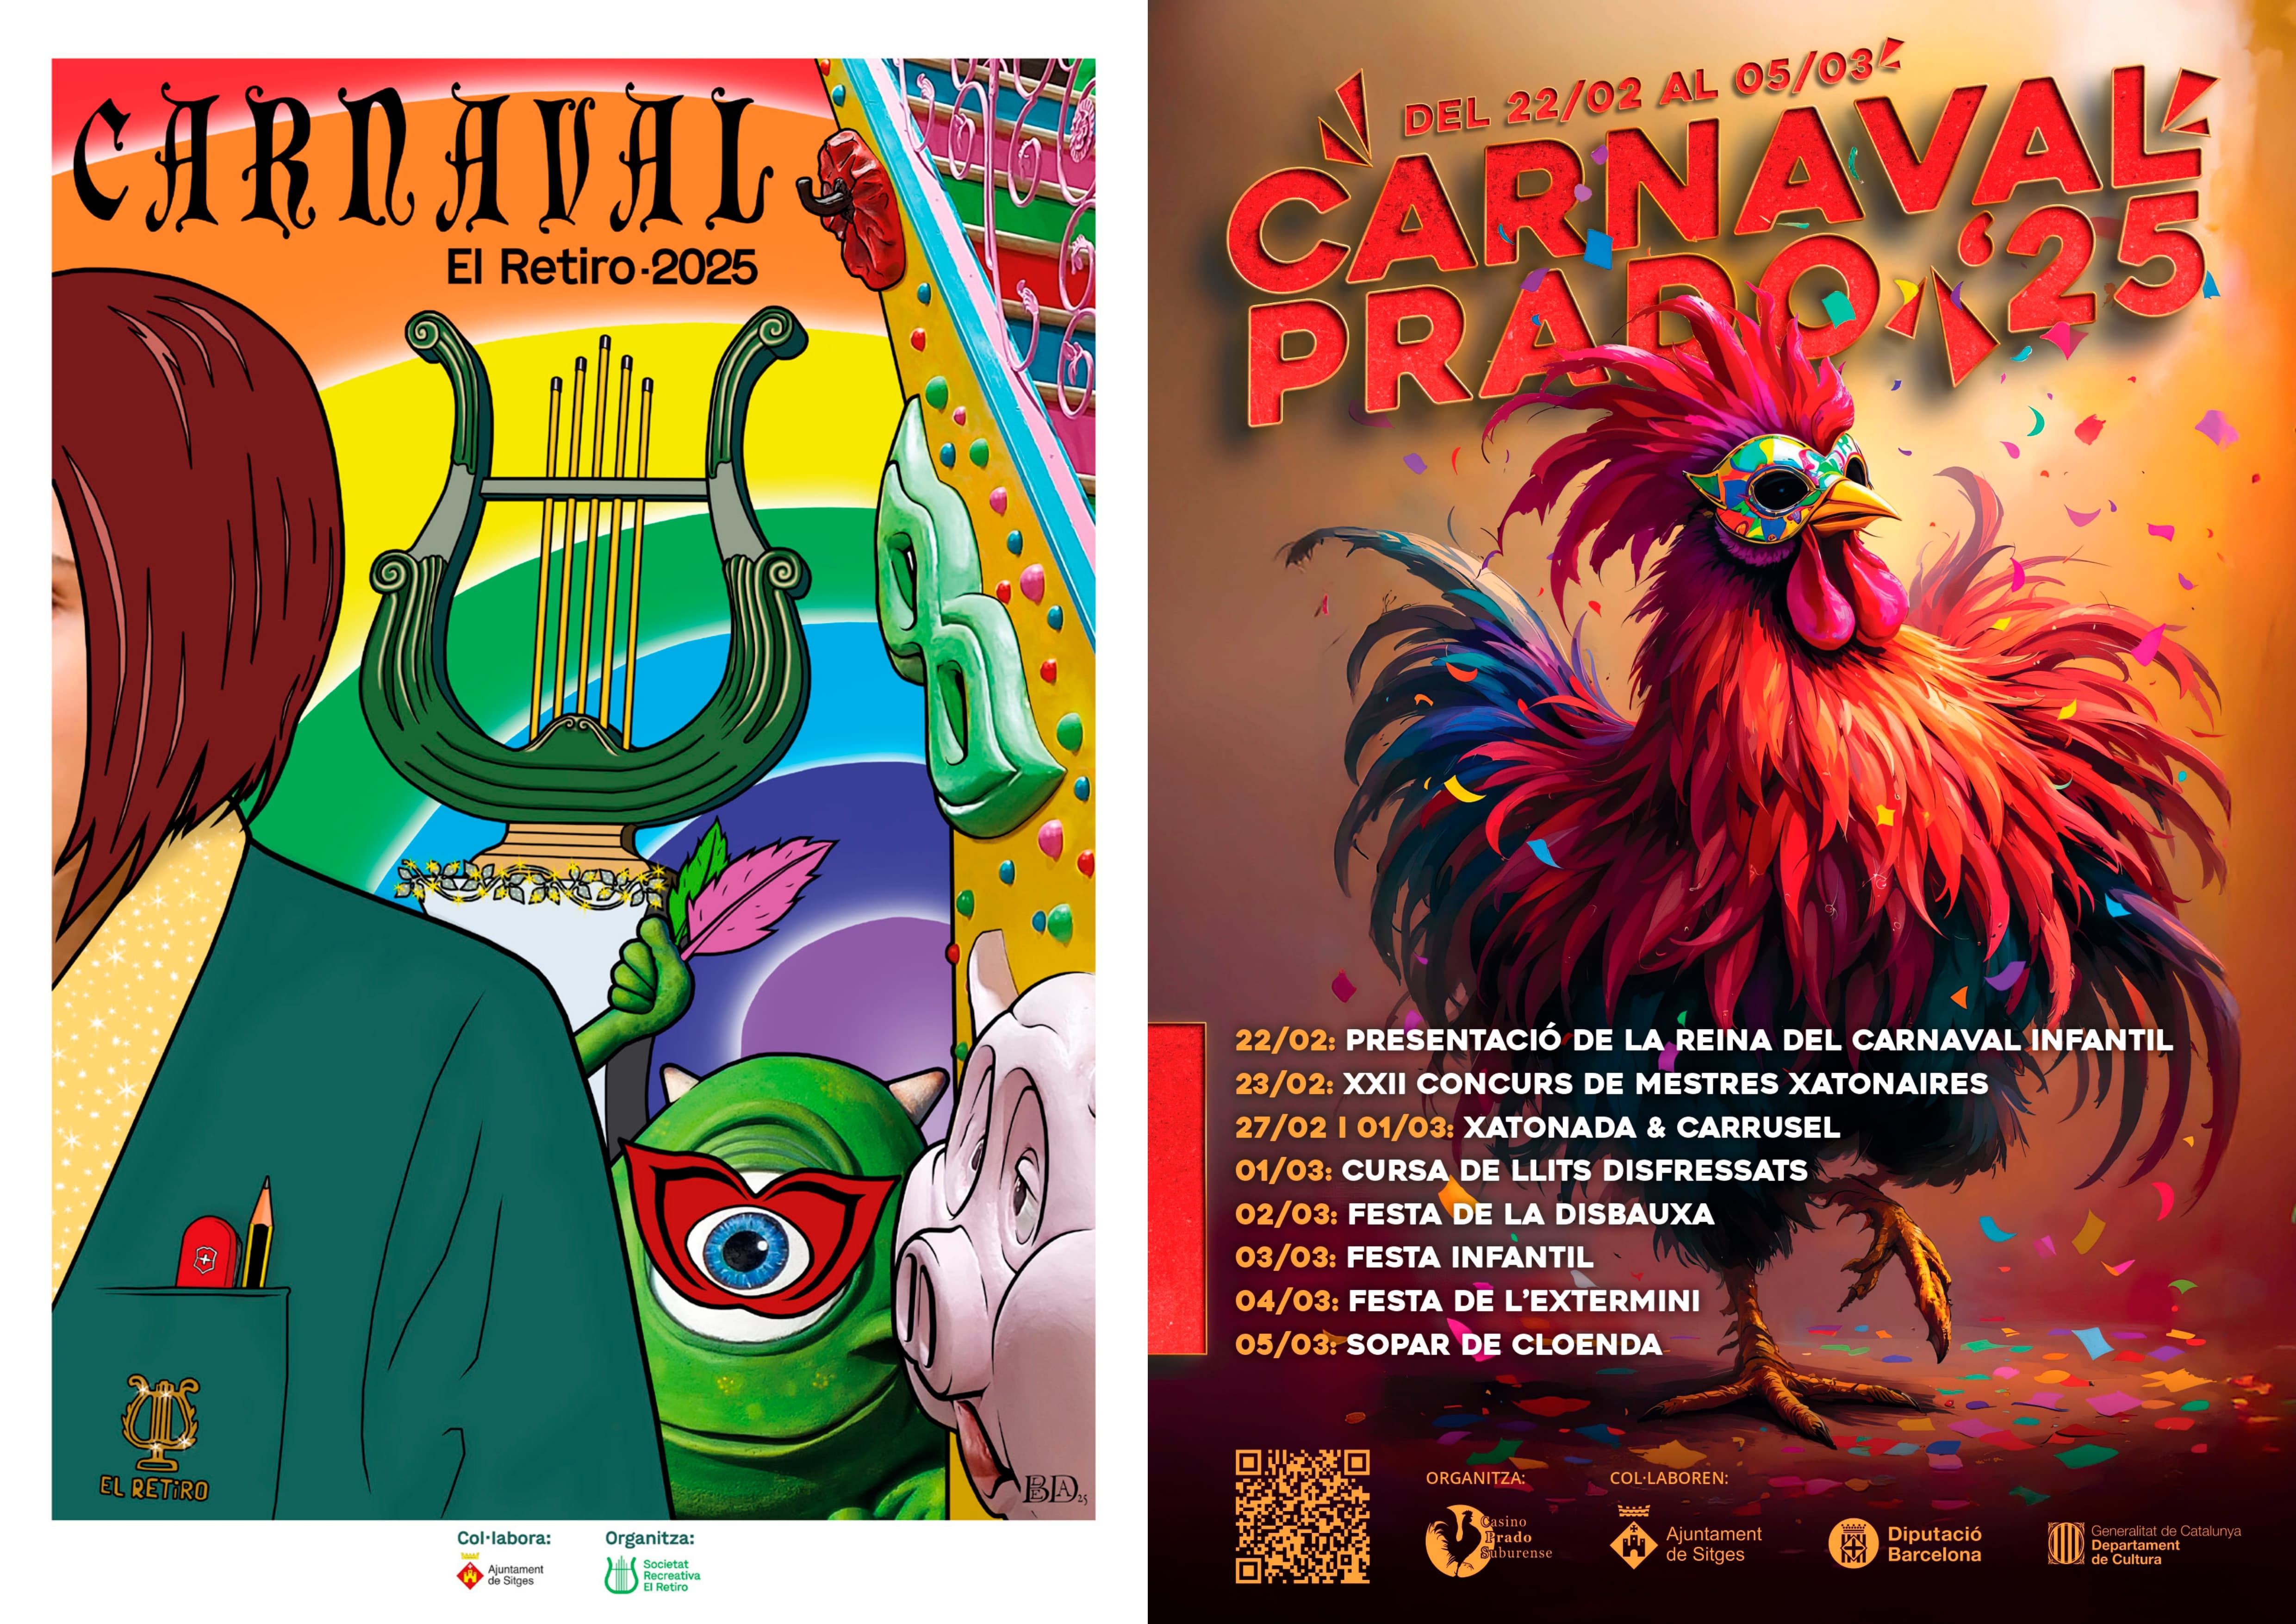 CARNAVAL
El Retiro-2025
EL RETIRO
BEDA 25
Col·labora:
Ajuntament
de Sitges
Organitza:
Societat
Recreativa
El Retiro
DEL 22/02 AL 05/03
CARNAVAL
PRADO '25
22/02: PRESENTACIÓ DE LA REINA DEL CARNAVAL INFANTIL
23/02: XXII CONCURS DE MESTRES XATONAIRES
27/02 I 01/03: XATONADA & CARRUSEL
01/03: CURSA DE LLITS DISFRESSATS
02/03: FESTA DE LA DISBAUXA
03/03: FESTA INFANTIL
04/03: FESTA DE L'EXTERMINI
05/03: SOPAR DE CLOENDA
ORGANITZA:
Casino
Prado
Suburense
COL·LABOREN:
Ajuntament
de Sitges
Diputació
Barcelona
Generalitat de Catalunya
Departament
de Cultura